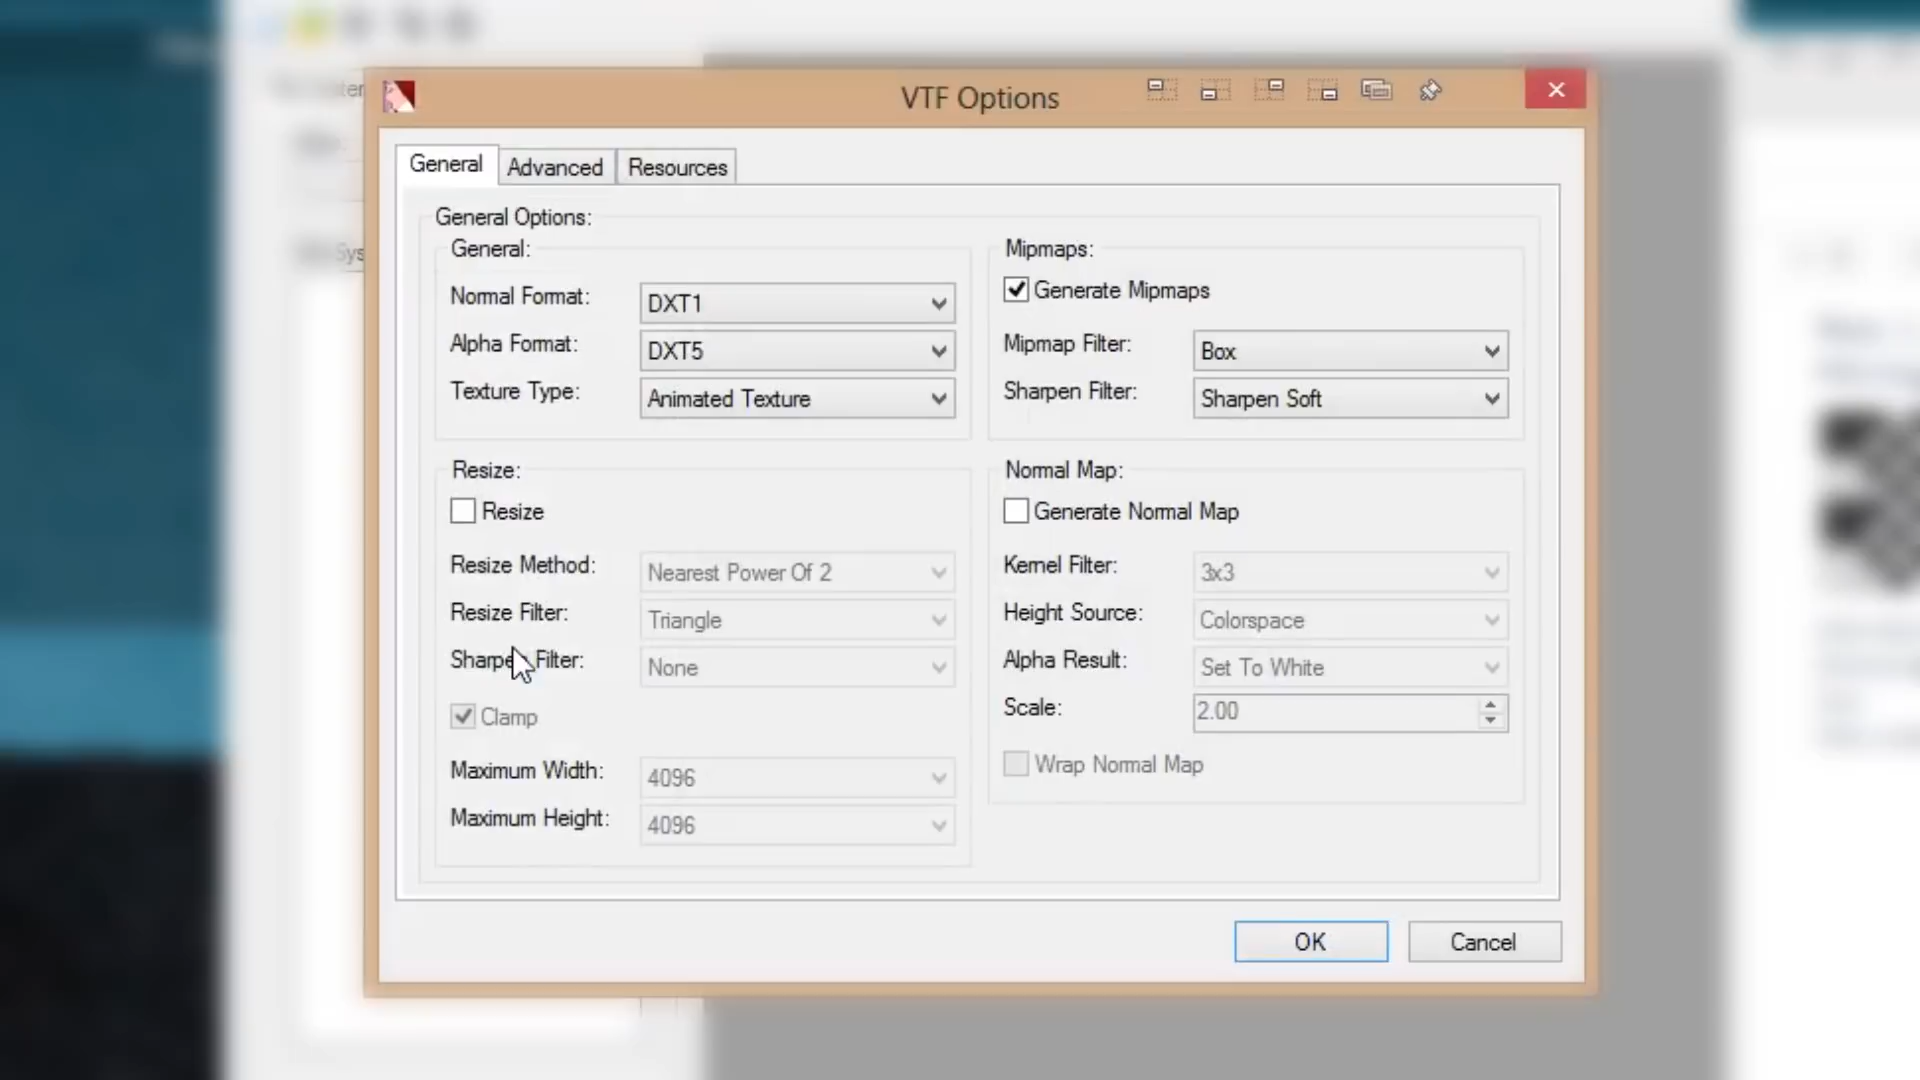 VTF Options
General
Advanced
Resources
General Options:
General:
Normal Format:
DXT1
Alpha Format:
DXT5
Texture Type:
Animated Texture
Mipmaps:
Generate Mipmaps
Mipmap Filter:
Box
Sharpen Filter:
Sharpen Soft
Resize:
Resize
Resize Method:
Nearest Power Of 2
Resize Filter:
Triangle
Sharpen Filter:
None
Clamp
Maximum Width:
4096
Maximum Height:
4096
Normal Map:
Generate Normal Map
Kernel Filter:
3x3
Height Source:
Colorspace
Alpha Result:
Set To White
Scale:
2.00
Wrap Normal Map
OK
Cancel